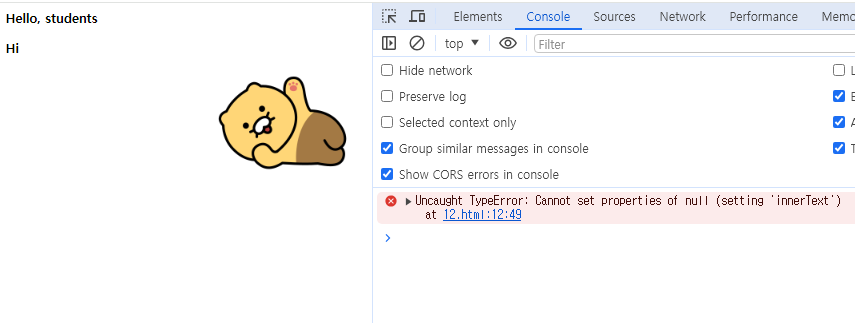 Hello, students
Hi
Elements Console Sources Network Performance Memo
top Filter
Hide network
Preserve log
Selected context only
Group similar messages in console
Show CORS errors in console
Uncaught TypeError: Cannot set properties of null (setting 'innerText')
at 12.html:12:49